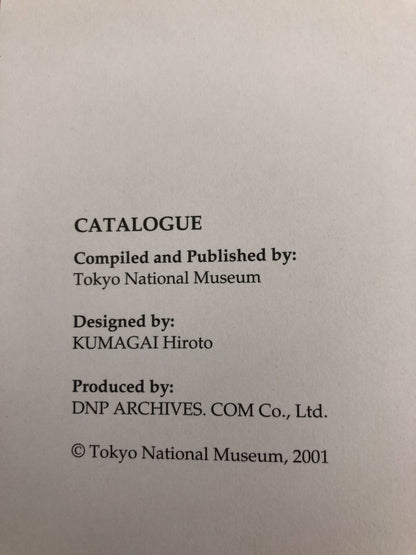 CATALOGUE
Compiled and Published by:
Tokyo National Museum
Designed by:
KUMAGAI Hiroto
Produced by:
DNP ARCHIVES. COM Co., Ltd.
© Tokyo National Museum, 2001